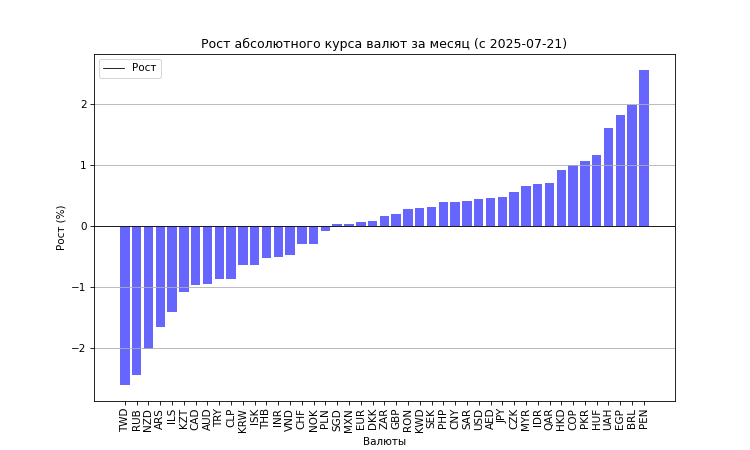 Рост абсолютного курса валют за месяц (с 2025-07-21)
Рост
Рост (%)
2
1
0
−1
−2
TWD RUB NZD ARS ILS KZT CAD AUD TRY CLP KRW ISK THB INR VND CHF NOK PLN SGD MXN EUR DKK ZAR GBP RON KWD SEK PHP CNY SAR USD AED JPY CZK MYR IDR QAR HKD COP PKR HUF UAH EGP BRL PEN
Валюты